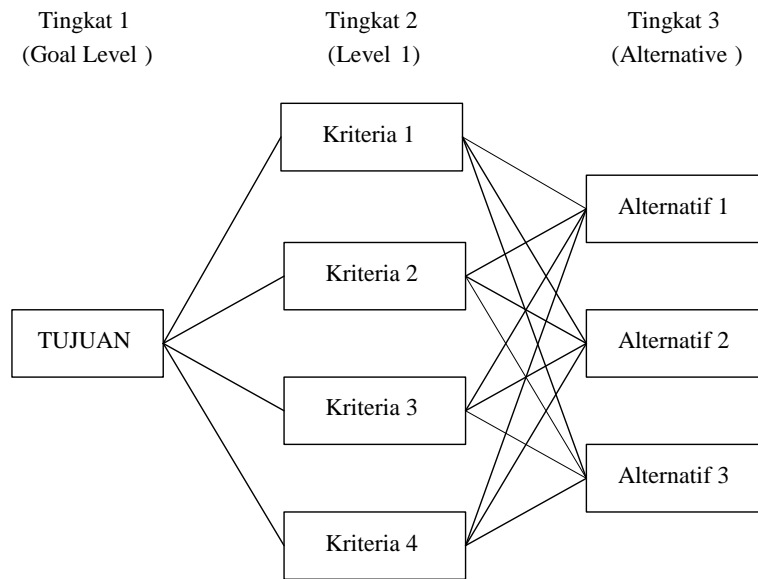 Tingkat 1
(Goal Level )
Tingkat 2
(Level 1)
Tingkat 3
(Alternative )
Kriteria 1
Kriteria 2
Kriteria 3
Kriteria 4
TUJUAN
Alternatif 1
Alternatif 2
Alternatif 3